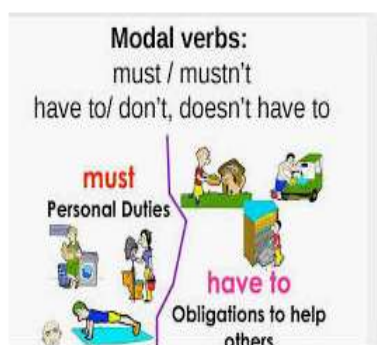 Modal verbs:
must / mustn't
have to/ don't, doesn't have to
must
Personal Duties
have to
Obligations to help
others